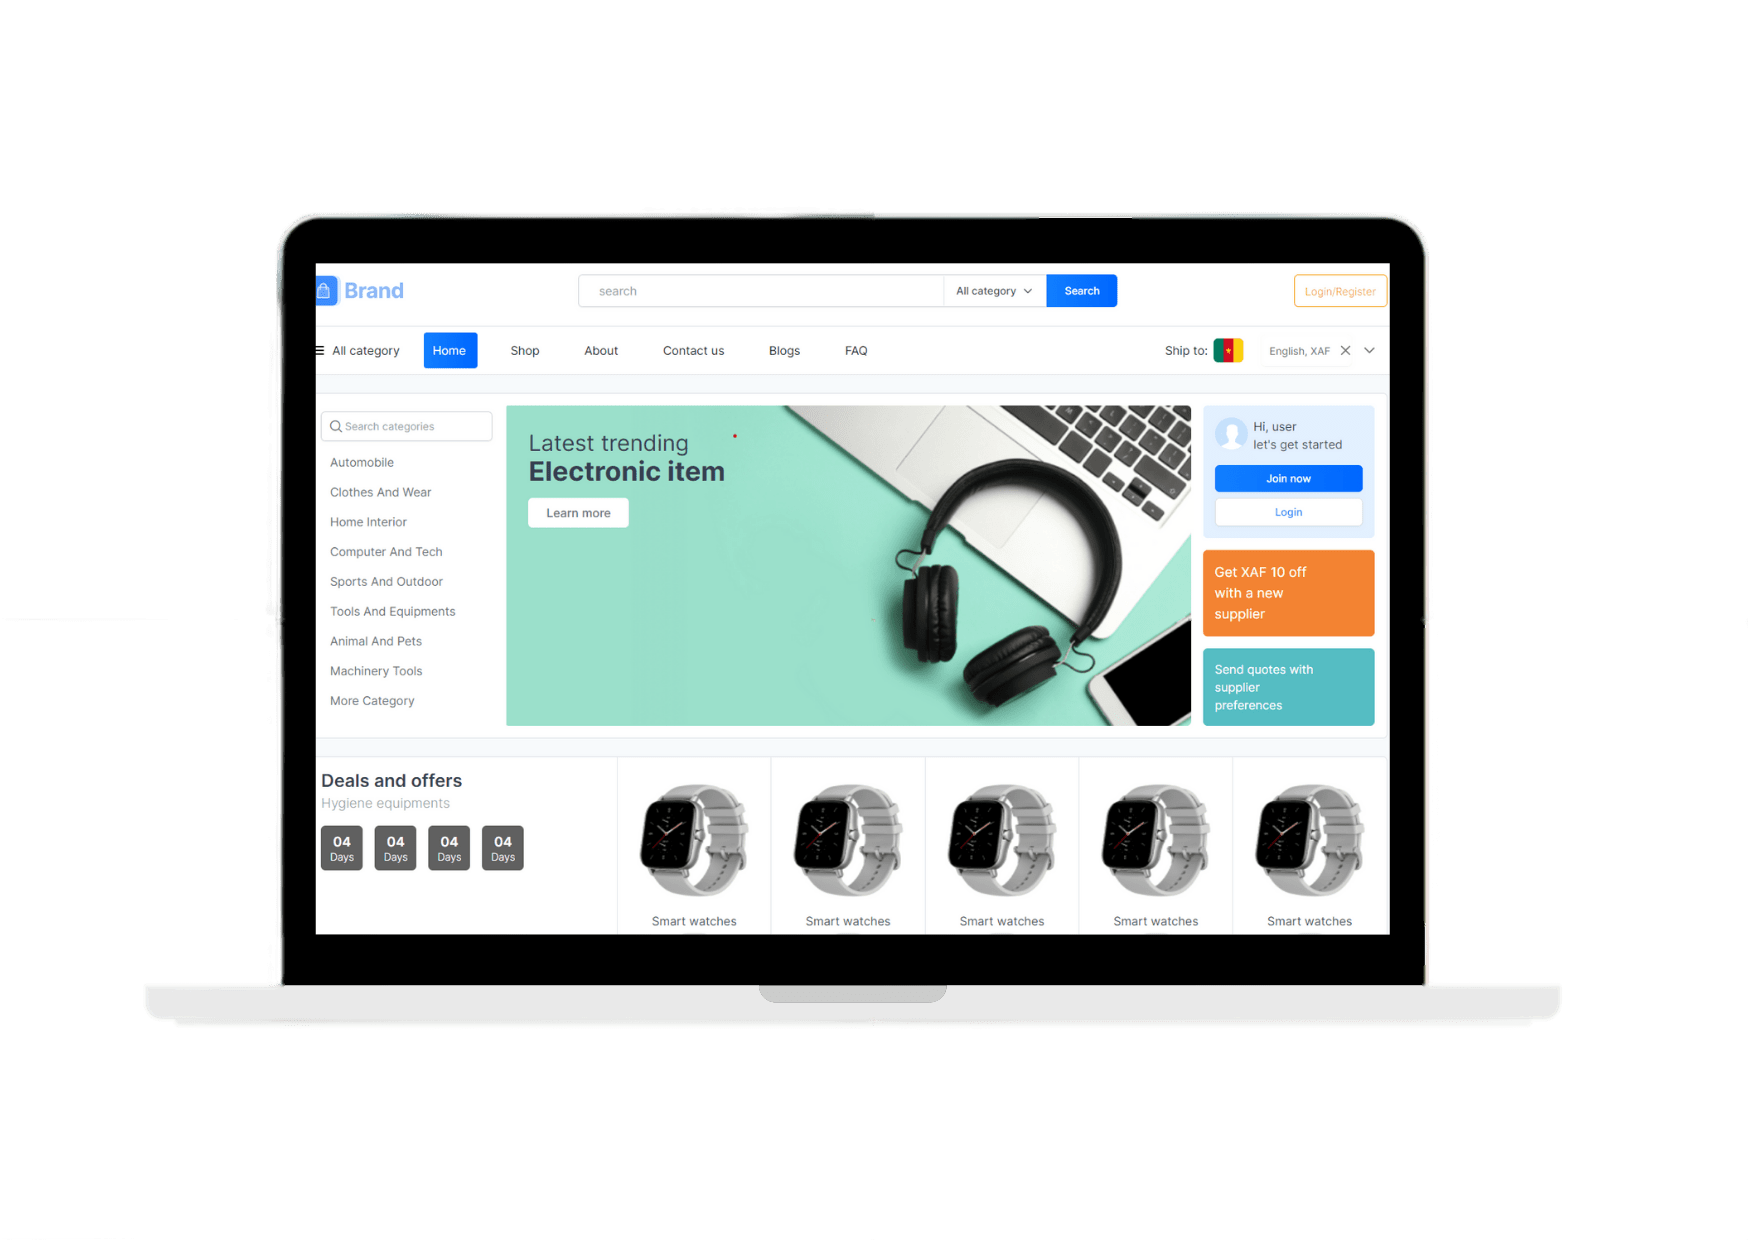 Brand
search
All category
Search
Login/Register
All category
Home
Shop
About
Contact us
Blogs
FAQ
Ship to:
English, XAF
Search categories
Automobile
Clothes And Wear
Home Interior
Computer And Tech
Sports And Outdoor
Tools And Equipments
Animal And Pets
Machinery Tools
More Category
Latest trending
Electronic item
Learn more
Hi, user
let's get started
Join now
Login
Get XAF 10 off
with a new
supplier
Send quotes with
supplier
preferences
Deals and offers
Hygiene equipments
04 04 04 04
Days Days Days Days
Smart watches
Smart watches
Smart watches
Smart watches
Smart watches